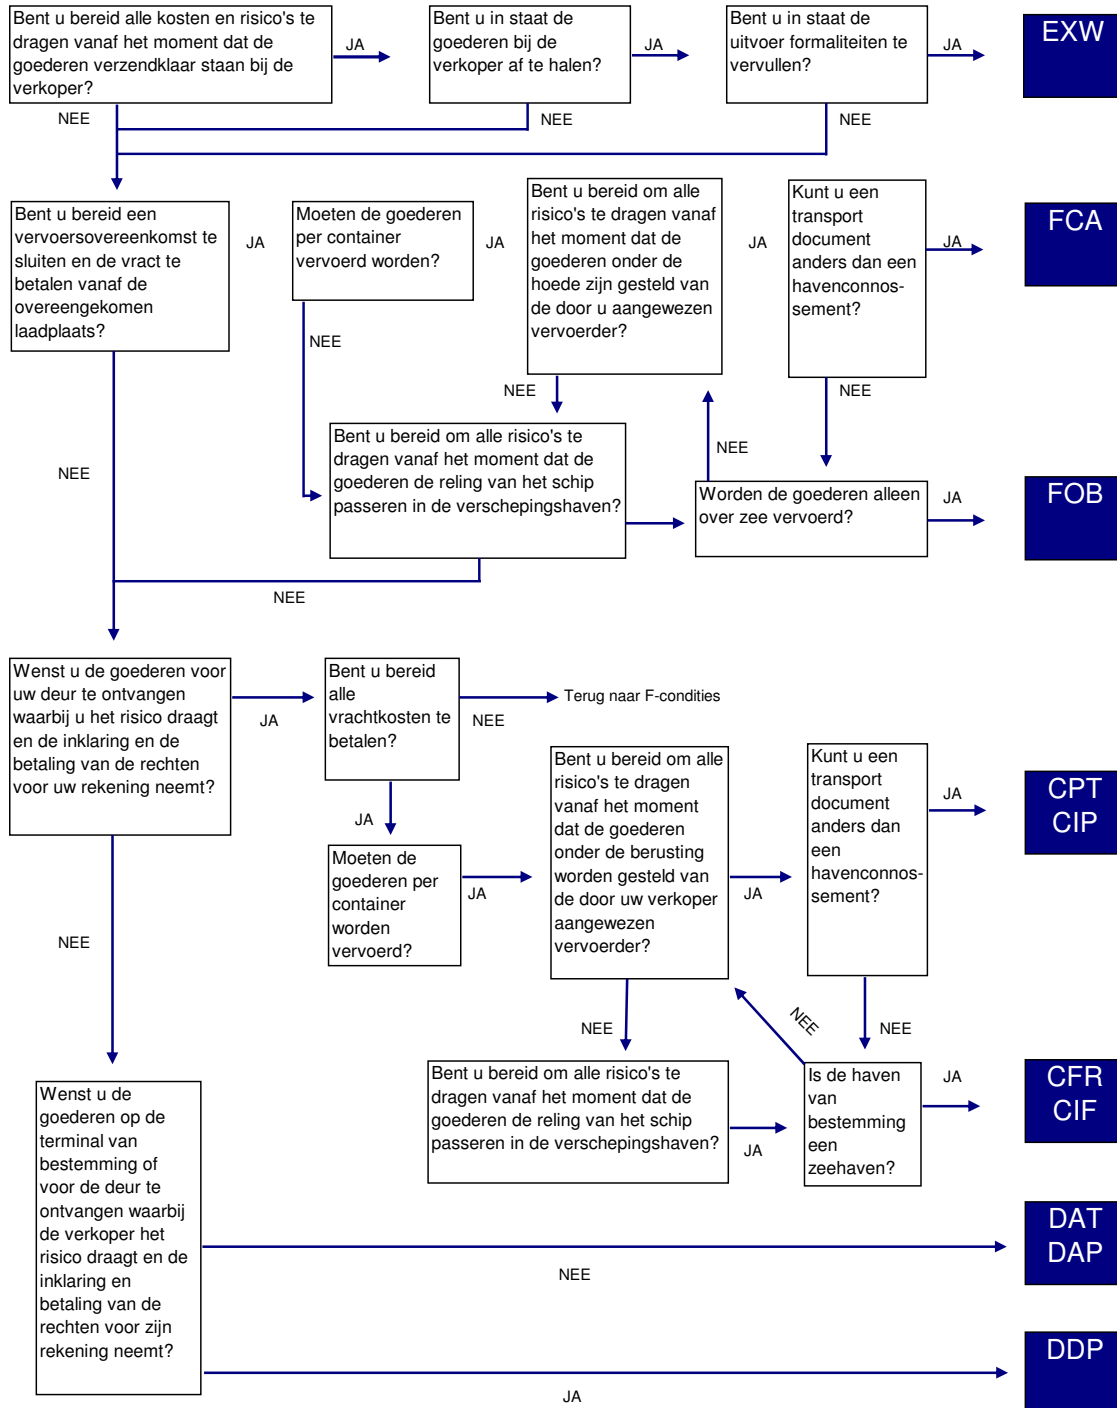 Bent u bereid alle kosten en risico's te
dragen vanaf het moment dat de
goederen verzendklaar staan bij de
verkoper?
JA
Bent u in staat de
goederen bij de
verkoper af te halen?
JA
Bent u in staat de
uitvoer formaliteiten te
vervullen?
JA
EXW
NEE
NEE
NEE
Bent u bereid een
vervoersovereenkomst te
sluiten en de vract te
betalen vanaf de
overeengekomen
laadplaats?
JA
Moeten de goederen
per container
vervoerd worden?
JA
Bent u bereid om alle
risico's te dragen vanaf
het moment dat de
goederen onder de
hoede zijn gesteld van
de door u aangewezen
vervoerder?
JA
Kunt u een
transport
document
anders dan een
havenconnos-
sement?
JA
FCA
NEE
NEE
NEE
NEE
Bent u bereid om alle risico's te
dragen vanaf het moment dat de
goederen de reling van het schip
passeren in de verschepingshaven?
NEE
Worden de goederen alleen
over zee vervoerd?
JA
FOB
NEE
Wenst u de goederen voor
uw deur te ontvangen
waarbij u het risico draagt
en de inklaring en de
betaling van de rechten
voor uw rekening neemt?
JA
Bent u bereid
alle
vrachtkosten te
betalen?
NEE
Terug naar F-condities
JA
Moeten de
goederen per
container
worden
vervoerd?
JA
Bent u bereid om alle
risico's te dragen
vanaf het moment
dat de goederen
onder de berusting
worden gesteld van
de door uw verkoper
aangewezen
vervoerder?
JA
Kunt u een
transport
document
anders dan
een
havenconnos-
sement?
JA
CPT
CIP
NEE
NEE
NEE
NEE
Bent u bereid om alle risico's te
dragen vanaf het moment dat de
goederen de reling van het schip
passeren in de verschepingshaven?
JA
Is de haven
van
bestemming
een
zeehaven?
JA
CFR
CIF
Wenst u de
goederen op de
terminal van
bestemming of
voor de deur te
ontvangen waarbij
de verkoper het
risico draagt en de
inklaring en
betaling van de
rechten voor zijn
rekening neemt?
NEE
DAT
DAP
JA
DDP